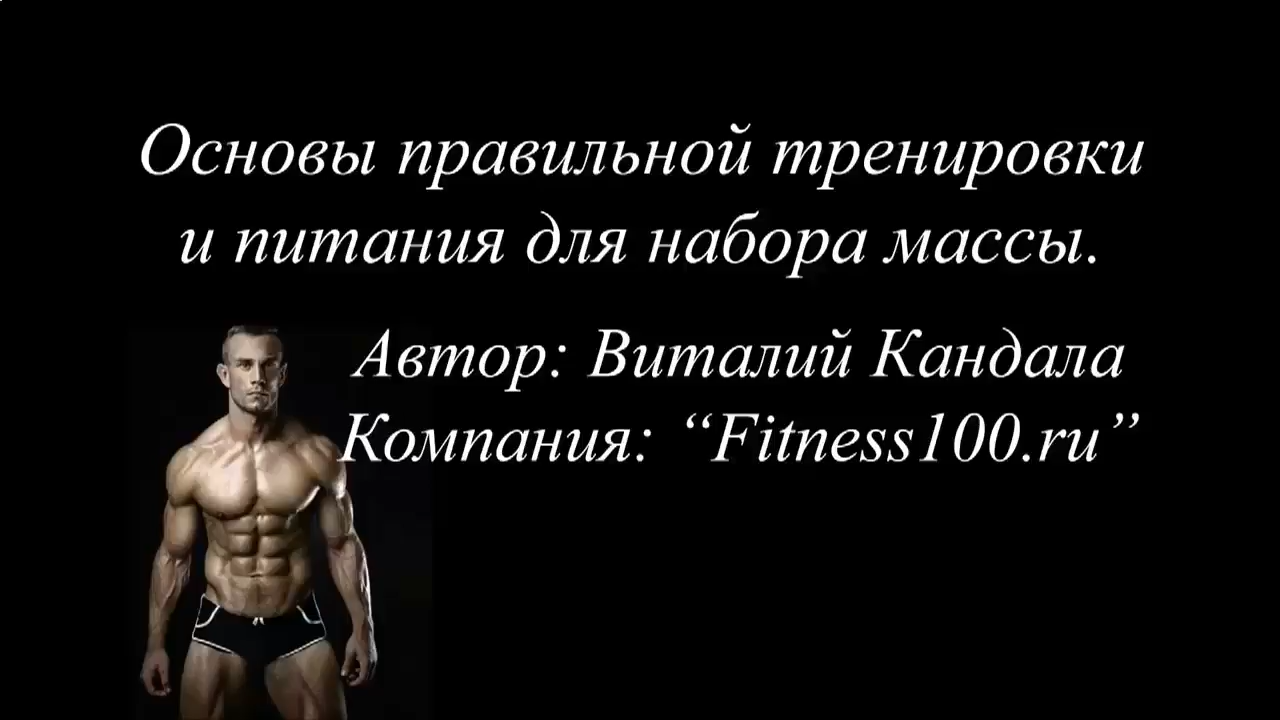 Основы правильной тренировки
и питания для набора массы.
Автор: Виталий Кандала
Компания: “Fitness100.ru”